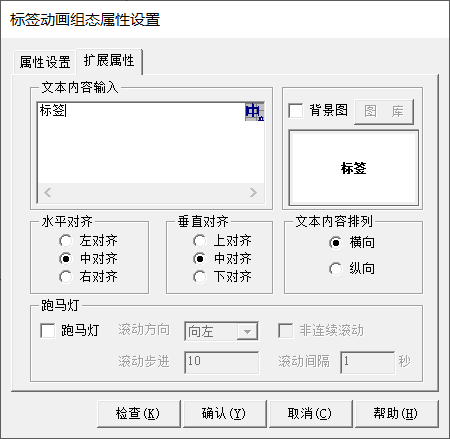 标签动画组态属性设置
属性设置 扩展属性
文本内容输入
标签
中n
背景图 图 库
标签
水平对齐
左对齐
中对齐
右对齐
垂直对齐
上对齐
中对齐
下对齐
文本内容排列
横向
纵向
跑马灯
跑马灯 滚动方向 向左 非连续滚动
滚动步进 10 滚动间隔 1 秒
检查(K) 确认(Y) 取消(C) 帮助(H)